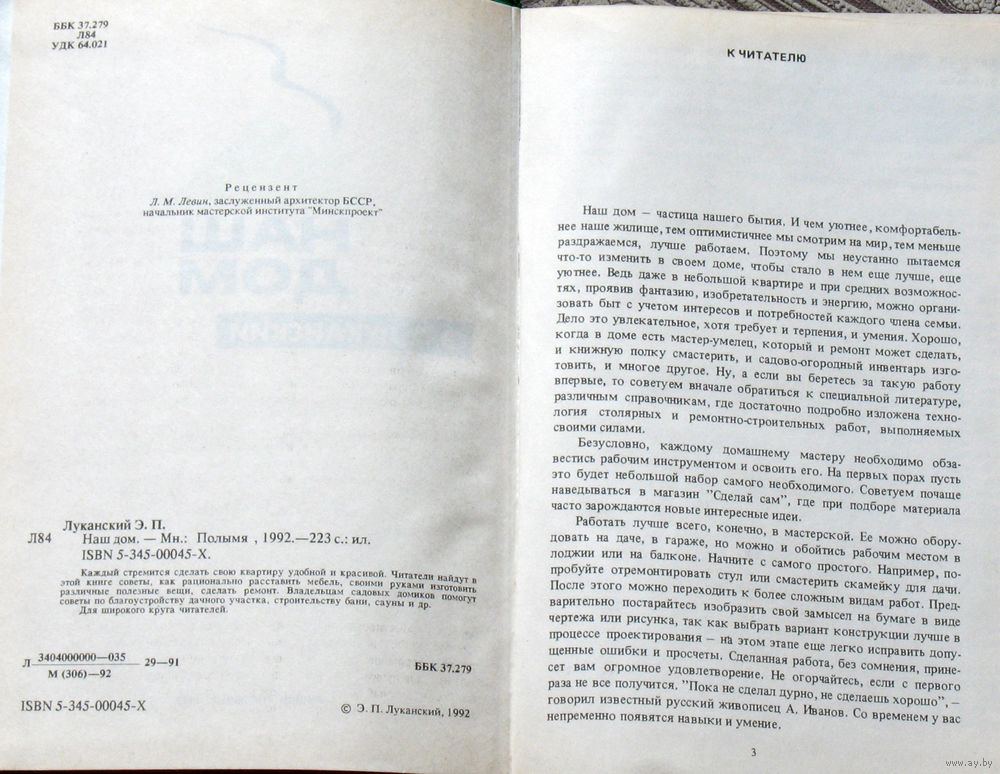 ББК 37.279
Л84
УДК 64.021
Рецензент
Л. М. Левин, заслуженный архитектор БССР,
начальник мастерской института "Минскпроект"
НАШ
ДОМ
Луканский Э. П.
Л84 Наш дом. — Мн.: Полымя , 1992.—223 с.: ил.
ISBN 5-345-00045-X.
Каждый стремится сделать свою квартиру удобной и красивой. Читатели найдут в
этой книге советы, как рационально расставить мебель, своими руками изготовить
различные полезные вещи, сделать ремонт. Владельцам садовых домиков помогут
советы по благоустройству дачного участка, строительству бани, сауны и др.
Для широкого круга читателей.
Л 3404000000—035 29—91
М (306)—92
ББК 37.279
ISBN 5-345-00045-X
© Э. П. Луканский, 1992
К ЧИТАТЕЛЮ
Наш дом — частица нашего бытия. И чем уютнее, комфортабель-
нее наше жилище, тем оптимистичнее мы смотрим на мир, тем меньше
раздражаемся, лучше работаем. Поэтому мы неустанно пытаемся
что-то изменить в своем доме, чтобы стало в нем еще лучше, еще
уютнее. Ведь даже в небольшой квартире и при средних возможнос-
тях, проявив фантазию, изобретательность и энергию, можно органи-
зовать быт с учетом интересов и потребностей каждого члена семьи.
Дело это увлекательное, хотя требует и терпения, и умения. Хорошо,
когда в доме есть мастер-умелец, который и ремонт может сделать,
и книжную полку смастерить, и садово-огородный инвентарь изго-
товить, и многое другое. Ну, а если вы беретесь за такую работу
впервые, то советуем вначале обратиться к специальной литературе,
различным справочникам, где достаточно подробно изложена техно-
логия столярных и ремонтно-строительных работ, выполняемых
своими силами.
Безусловно, каждому домашнему мастеру необходимо обза-
вестись рабочим инструментом и освоить его. На первых порах пусть
это будет небольшой набор самого необходимого. Советуем почаще
наведываться в магазин "Сделай сам", где при подборе материала
часто зарождаются новые интересные идеи.
Работать лучше всего, конечно, в мастерской. Ее можно обору-
довать на даче, в гараже, но можно и обойтись рабочим местом в
лоджии или на балконе. Начните с самого простого. Например, по-
пробуйте отремонтировать стул или смастерить скамейку для дачи.
После этого можно переходить к более сложным видам работ. Пред-
варительно постарайтесь изобразить свой замысел на бумаге в виде
чертежа или рисунка, так как выбрать вариант конструкции лучше в
процессе проектирования — на этом этапе еще легко исправить допу-
щенные ошибки и просчеты. Сделанная работа, без сомнения, прине-
сет вам огромное удовлетворение. Не огорчайтесь, если с первого
раза не все получится. "Пока не сделал дурно, не сделаешь хорошо", —
говорил известный русский живописец А. Иванов. Со временем у вас
непременно появятся навыки и умение.
3
www.ay.by